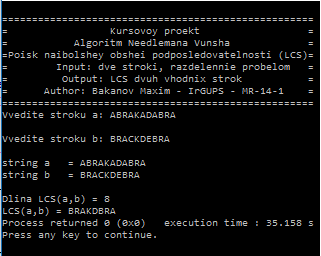 ==================================================
=                Kursovoy proekt                 =
=          Algoritm Needlemana Vunsha            =
=Poisk naibolshey obshei podposledovatelnosti (LCS)=
=        Input: dve stroki, razdelennie probelom   =
=         Output: LCS dvuh vhodnix strok           =
=      Author: Bakanov Maxim - IrGUPS - MR-14-1    =
==================================================
Vvedite stroku a: ABRAKADABRA
Vvedite stroku b: BRACKDEBRA
string a   = ABRAKADABRA
string b   = BRACKDEBRA
Dlina LCS(a,b) = 8
LCS(a,b) = BRAKDBRA
Process returned 0 (0x0)   execution time : 35.158 s
Press any key to continue.